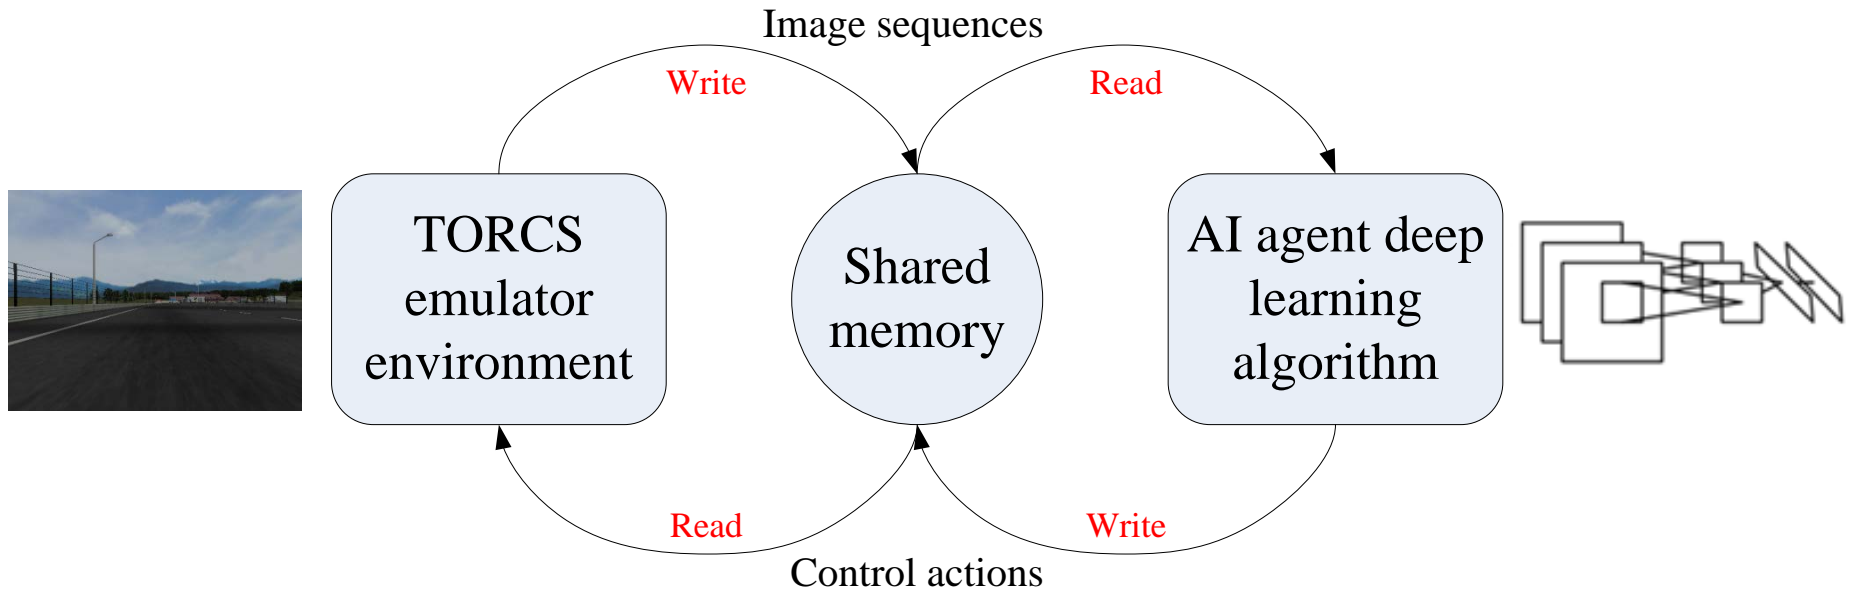 Image sequences
Write
Read
TORCS
emulator
environment
Shared
memory
AI agent deep
learning
algorithm
Read
Write
Control actions